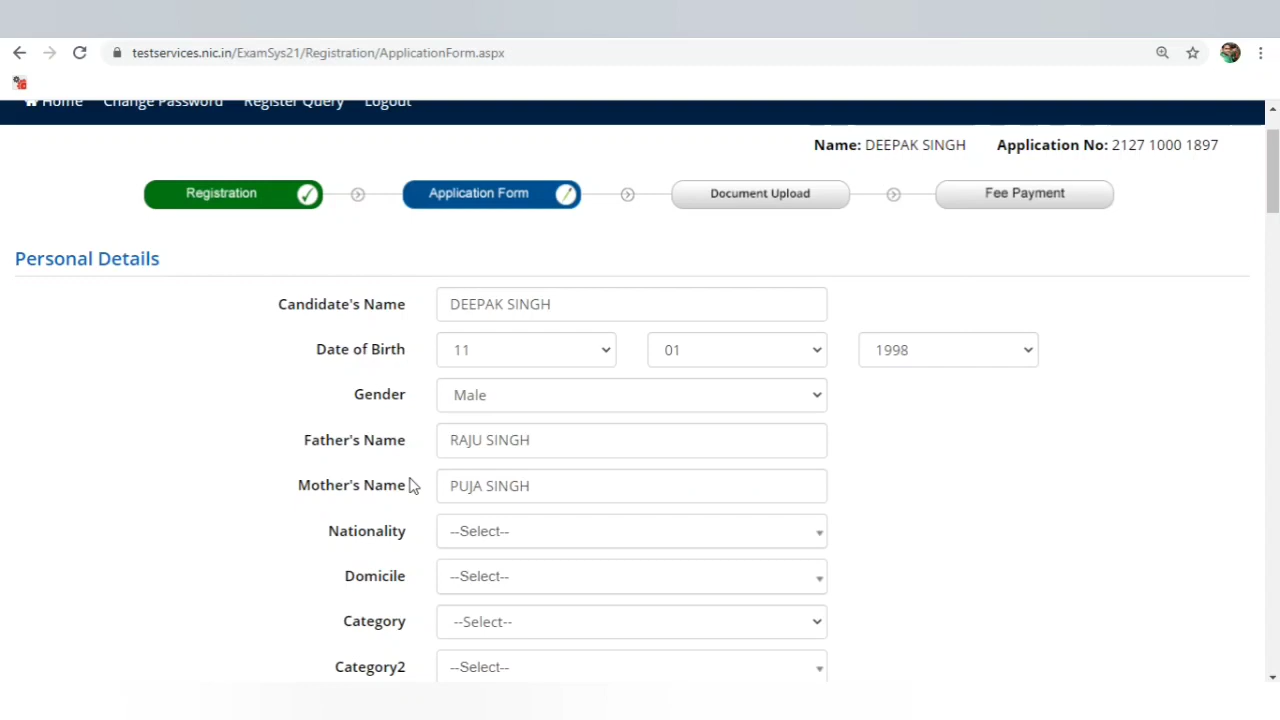 testservices.nic.in/ExamSys21/Registration/ApplicationForm.aspx
Home Change Password Register Query Logout
Name: DEEPAK SINGH Application No: 2127 1000 1897
Registration Application Form Document Upload Fee Payment
Personal Details
Candidate's Name DEEPAK SINGH
Date of Birth 11 01 1998
Gender Male
Father's Name RAJU SINGH
Mother's Name PUJA SINGH
Nationality --Select--
Domicile --Select--
Category --Select--
Category2 --Select--